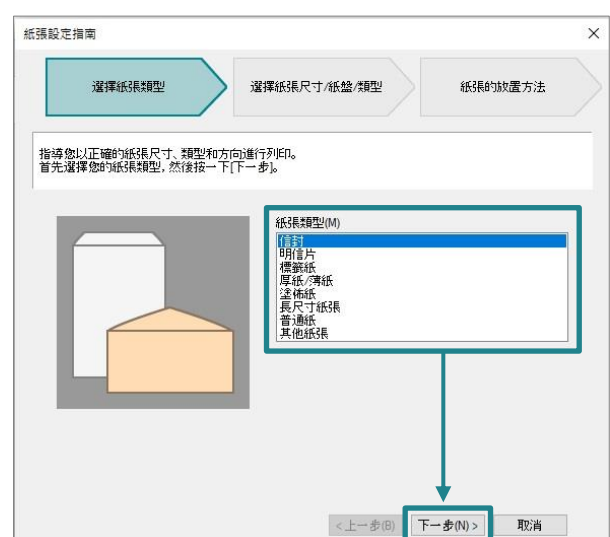 紙張設定指南
選擇紙張類型
選擇紙張尺寸/紙盤/類型
紙張的放置方法
指導您以正確的紙張尺寸、類型和方向進行列印。
首先選擇您的紙張類型，然後按一下[下一步]。
紙張類型(M)
信封
明信片
標籤紙
厚紙/薄紙
塗佈紙
長尺寸紙張
普通紙
其他紙張
<上一步(B)
下一步(N) >
取消